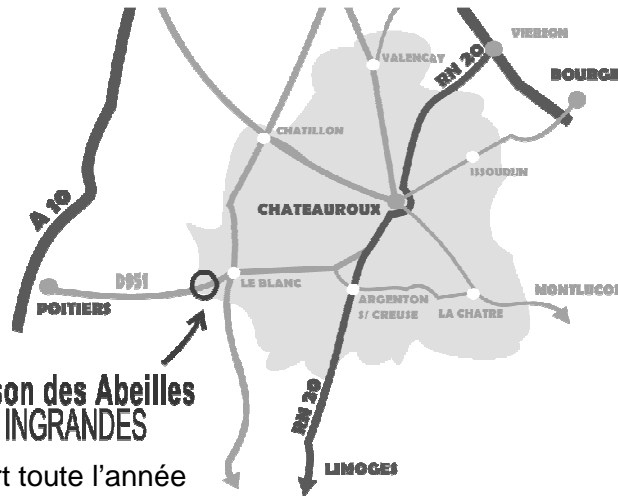 VIERZON
VALENCAY
RN 20
BOURGE
CHATILLON
ISSOUDUN
A 10
CHATEAUROUX
D951
LE BLANC
POITIERS
ARGENTON
S/ CREUSE
LA CHATRE
MONTLUCON
son des Abeilles
INGRANDES
RN 20
LIMOGES
rt toute l’année